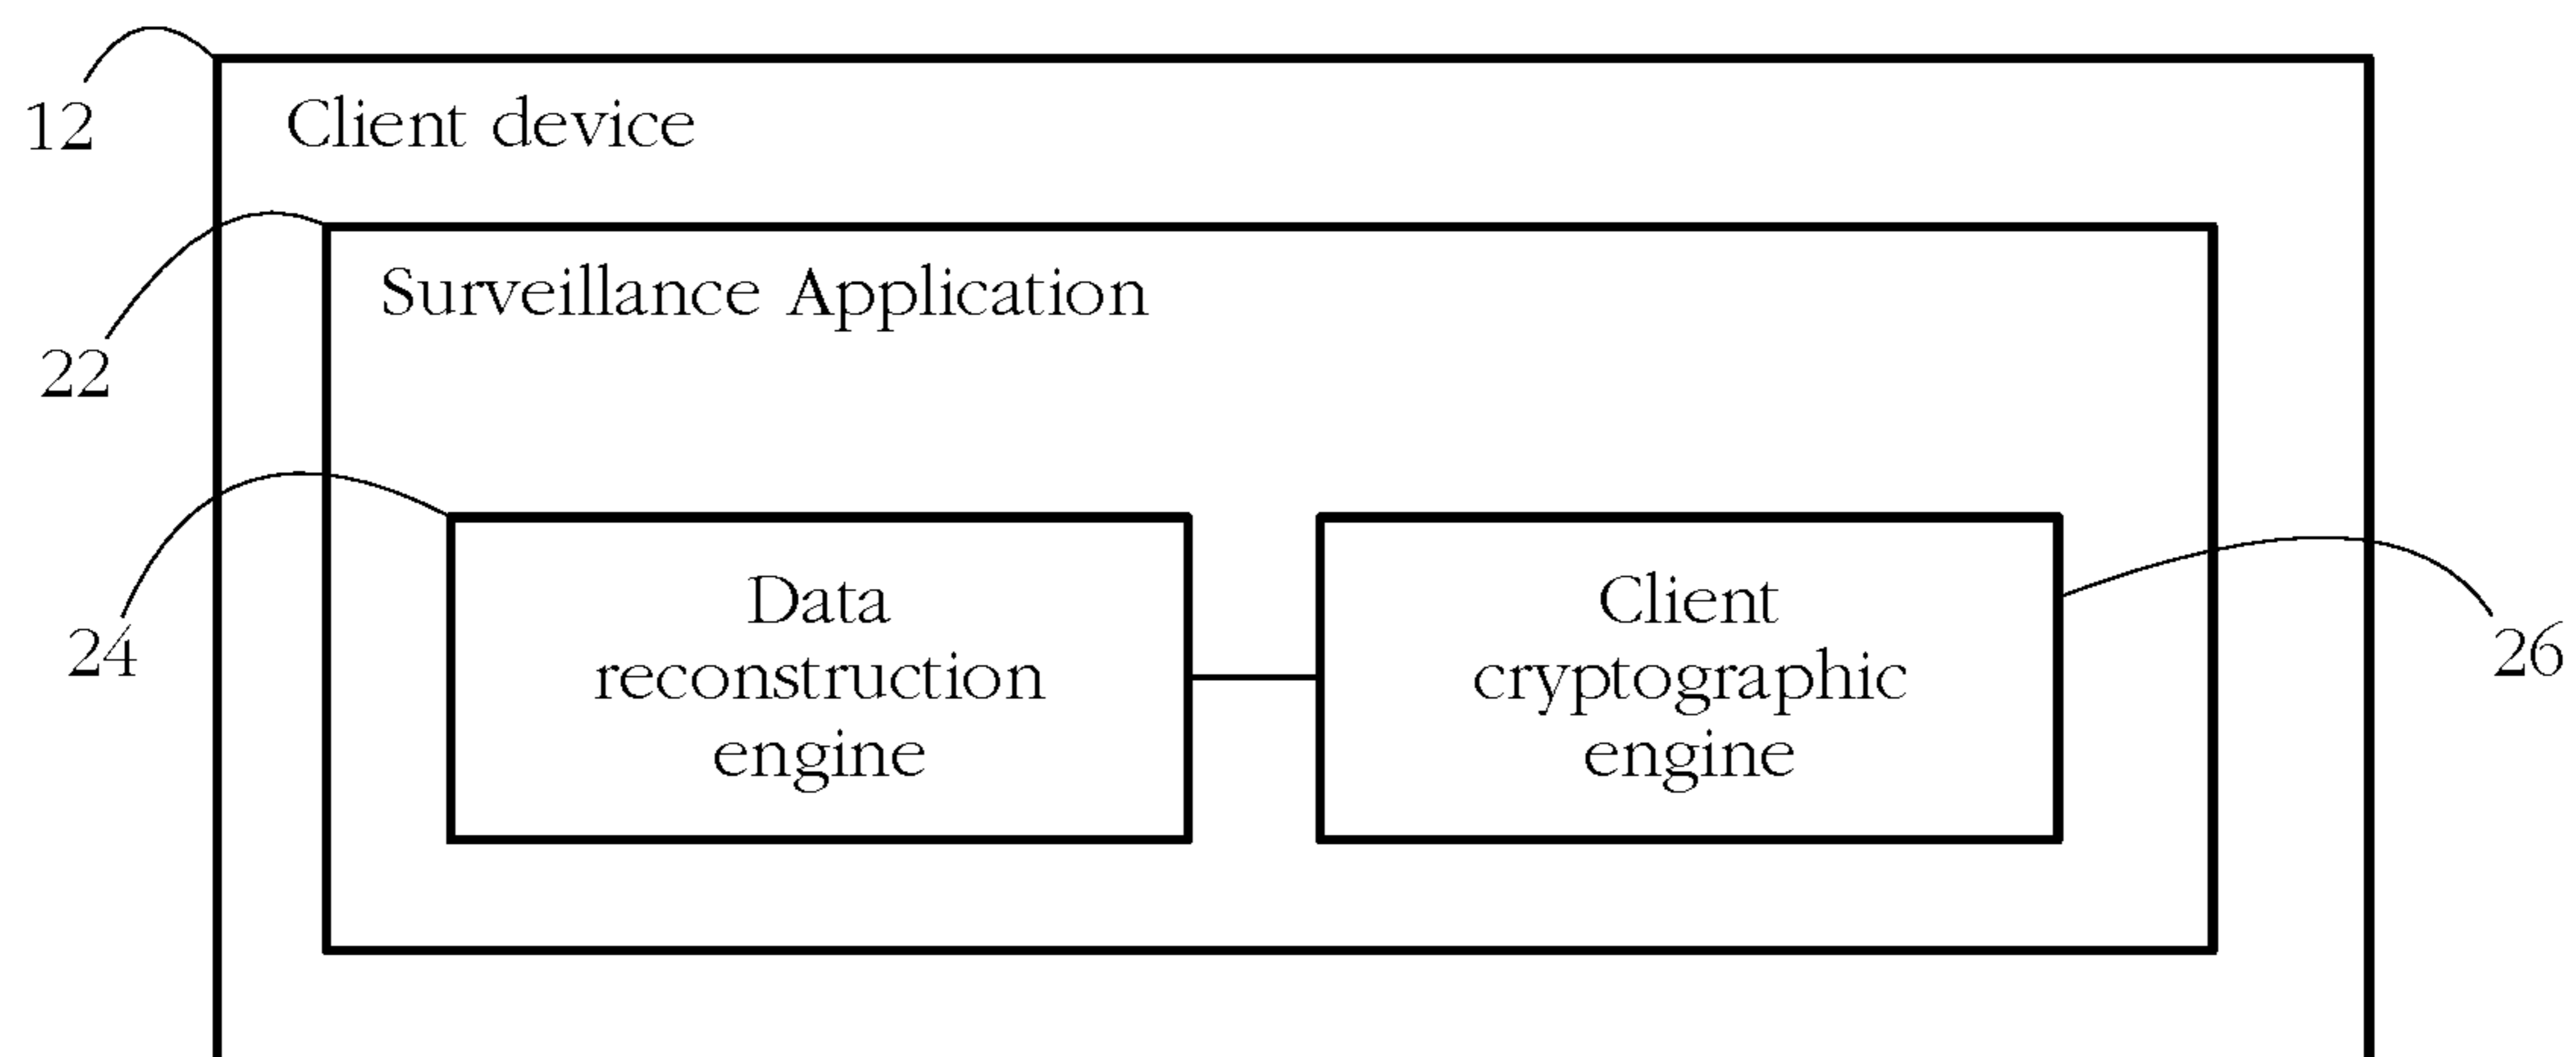 12
Client device
22
Surveillance Application
24
Data
reconstruction
engine
Client
cryptographic
engine
26